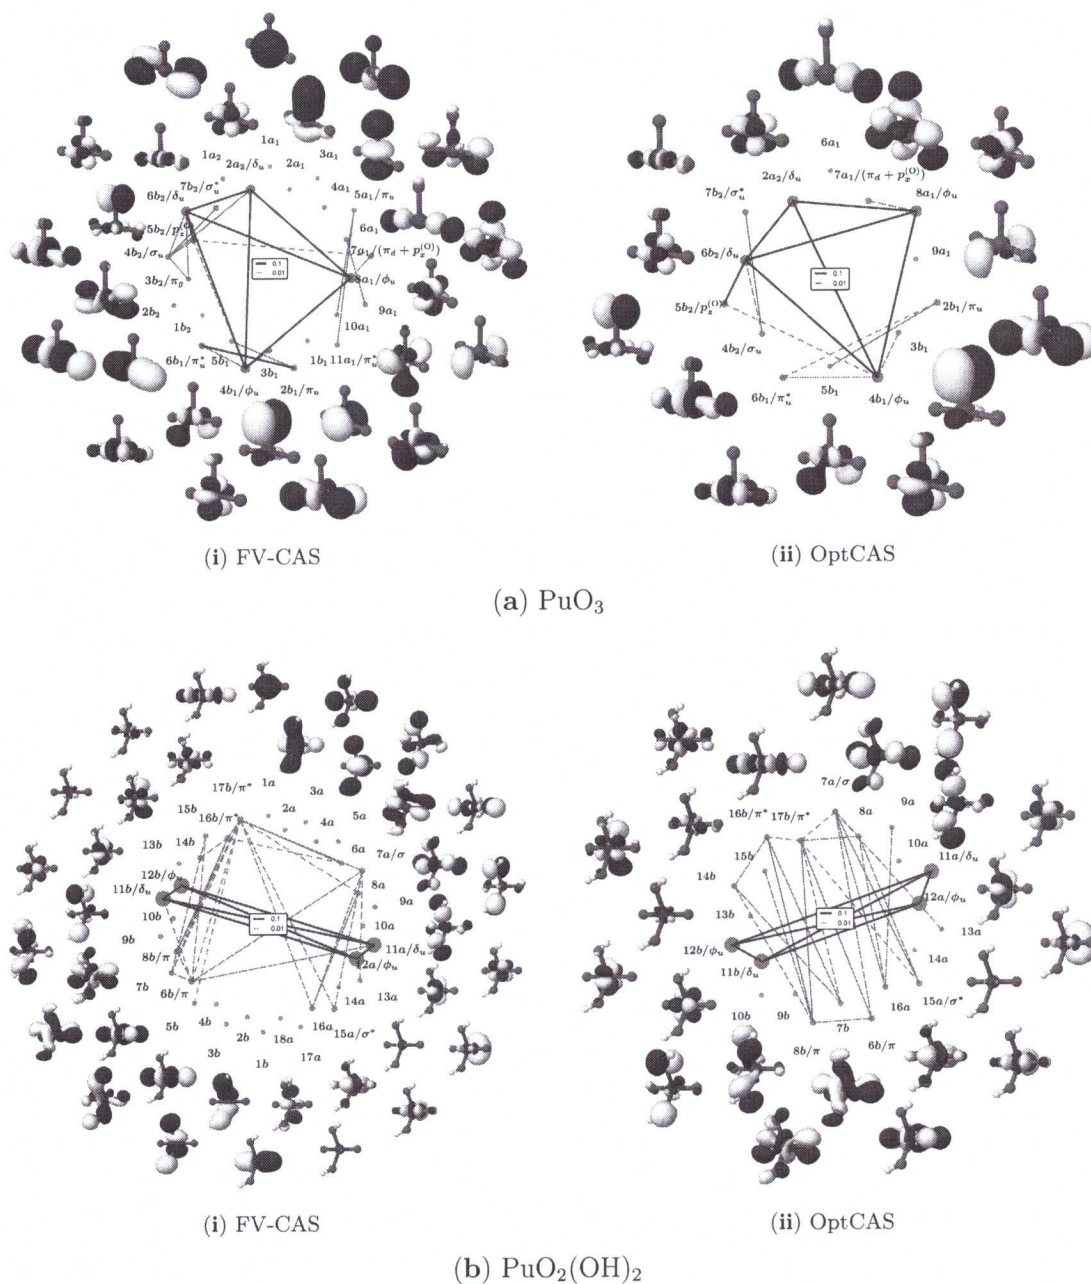 1a₁
1a₂
2a₂/δᵤ
2a₁
3a₁
7b₂/σᵤ*
6b₂/δᵤ
4a₁
5a₁/πᵤ
6a₁
4b₂/σᵤ
7a₁/(π_d + pₓ^(O))
3b₂/π_g
8a₁/φᵤ
2b₂
9a₁
1b₂
10a₁
6b₁/πᵤ*
5b₁
3b₁
1b₁
11a₁/πᵤ*
4b₁/φᵤ
2b₁/πᵤ
0.1
0.01
(i) FV-CAS
6a₁
2a₂/δᵤ
7a₁/(π_d + pₓ^(O))
7b₂/σᵤ*
8a₁/φᵤ
6b₂/δᵤ
9a₁
2b₁/πᵤ
4b₂/σᵤ
3b₁
6b₁/πᵤ*
5b₁
4b₁/φᵤ
0.1
0.01
(ii) OptCAS
(a) PuO₃
17b/π*
1a
3a
15b
16b/π*
2a
4a
5a
13b
14b
6a
7a/σ
12b/φᵤ
8a
11b/δᵤ
9a
10b
10a
9b
11a/δᵤ
8b/π
12a/φᵤ
7b
6b/π
14a
13a
5b
4b
16a
15a/σ*
2b
18a
3b
1b
17a
0.1
0.01
(i) FV-CAS
7a/σ
8a
9a
16b/π*
17b/π*
10a
15b
11a/δᵤ
14b
12a/φᵤ
13b
13a
12b/φᵤ
11b/δᵤ
14a
16a
15a/σ*
10b
9b
7b
8b/π
6b/π
0.1
0.01
(ii) OptCAS
(b) PuO₂(OH)₂